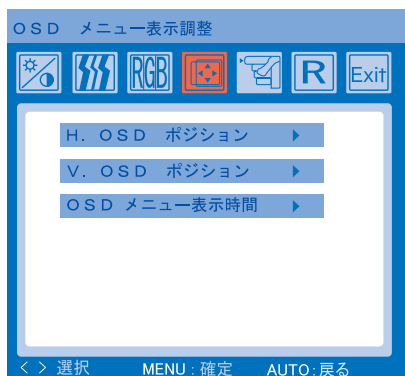 ＯＳＤ　メニュー表示調整
RGB R Exit
Ｈ．ＯＳＤ　ポジション
Ｖ．ＯＳＤ　ポジション
ＯＳＤ メニュー表示時間
< > 選択 MENU : 確定 AUTO : 戻る